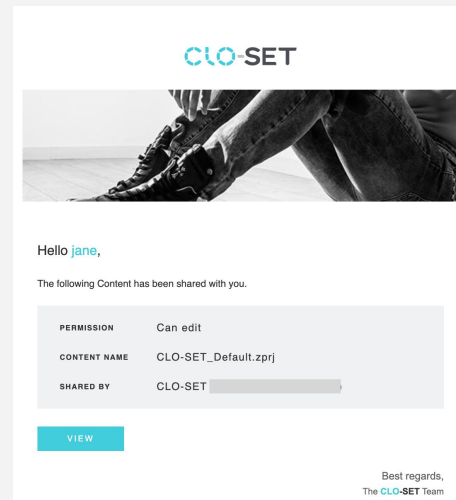 CLO-SET
Hello jane,
The following Content has been shared with you.
PERMISSION Can edit
CONTENT NAME CLO-SET_Default.zprj
SHARED BY CLO-SET
VIEW
Best regards,
The CLO-SET Team